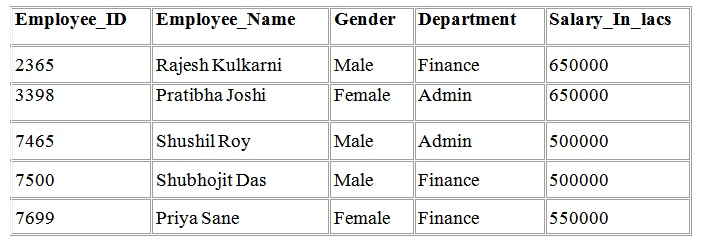 Employee_ID Employee_Name Gender Department Salary_In_lacs
2365 Rajesh Kulkarni Male Finance 650000
3398 Pratibha Joshi Female Admin 650000
7465 Shushil Roy Male Admin 500000
7500 Shubhojit Das Male Finance 500000
7699 Priya Sane Female Finance 550000